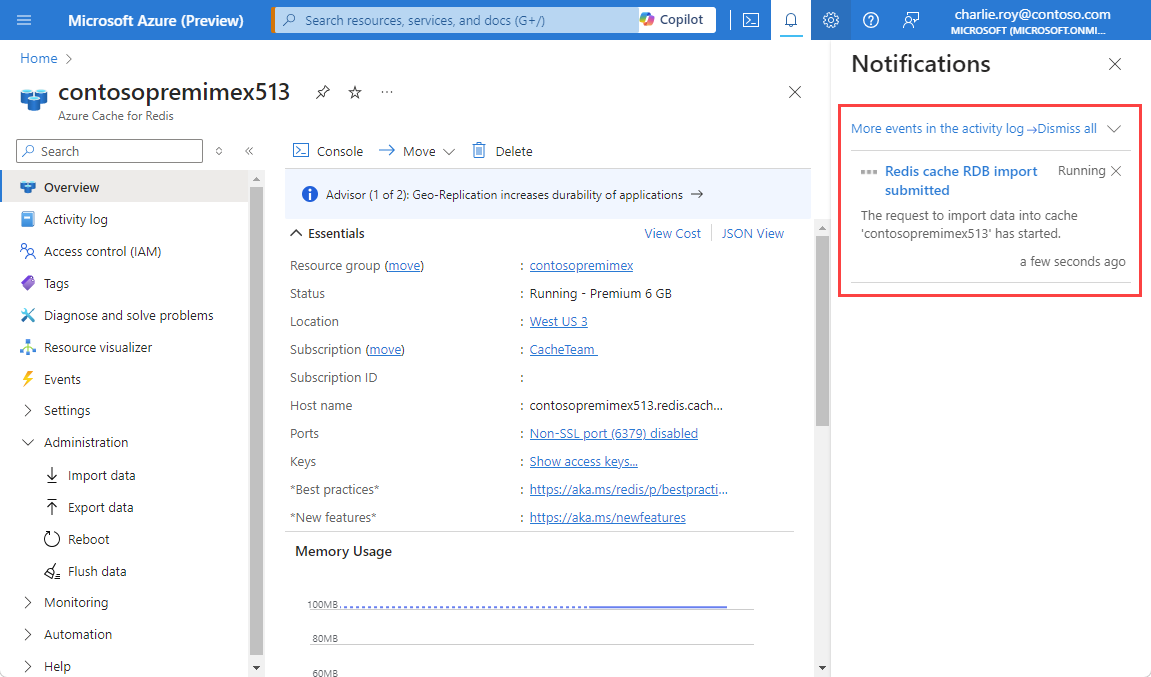 Microsoft Azure (Preview)
Search resources, services, and docs (G+/)
Copilot
charlie.roy@contoso.com
MICROSOFT (MICROSOFT.ONMI...
Home
contosopremimex513
Azure Cache for Redis
Search
Overview
Activity log
Access control (IAM)
Tags
Diagnose and solve problems
Resource visualizer
Events
Settings
Administration
Import data
Export data
Reboot
Flush data
Monitoring
Automation
Help
Console
Move
Delete
Advisor (1 of 2): Geo-Replication increases durability of applications →
Essentials
View Cost
JSON View
Resource group (move) : contosopremimex
Status : Running - Premium 6 GB
Location : West US 3
Subscription (move) : CacheTeam
Subscription ID :
Host name : contosopremimex513.redis.cach...
Ports : Non-SSL port (6379) disabled
Keys : Show access keys...
*Best practices* : https://aka.ms/redis/p/bestpracti...
*New features* : https://aka.ms/newfeatures
Memory Usage
100MB
80MB
60MB
Notifications
More events in the activity log →Dismiss all
Redis cache RDB import Running
submitted
The request to import data into cache
'contosopremimex513' has started.
a few seconds ago